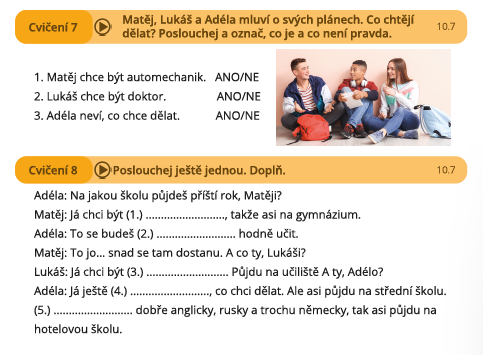 Cvičení 7
Matěj, Lukáš a Adéla mluví o svých plánech. Co chtějí
dělat? Poslouchej a označ, co je a co není pravda.
10.7
1. Matěj chce být automechanik. ANO/NE
2. Lukáš chce být doktor. ANO/NE
3. Adéla neví, co chce dělat. ANO/NE
Cvičení 8
Poslouchej ještě jednou. Doplň.
10.7
Adéla: Na jakou školu půjdeš příští rok, Matěji?
Matěj: Já chci být (1.) .........................., takže asi na gymnázium.
Adéla: To se budeš (2.) .......................... hodně učit.
Matěj: To jo... snad se tam dostanu. A co ty, Lukáši?
Lukáš: Já chci být (3.) .......................... Půjdu na učiliště A ty, Adélo?
Adéla: Já ještě (4.) .........................., co chci dělat. Ale asi půjdu na střední školu.
(5.) .......................... dobře anglicky, rusky a trochu německy, tak asi půjdu na
hotelovou školu.